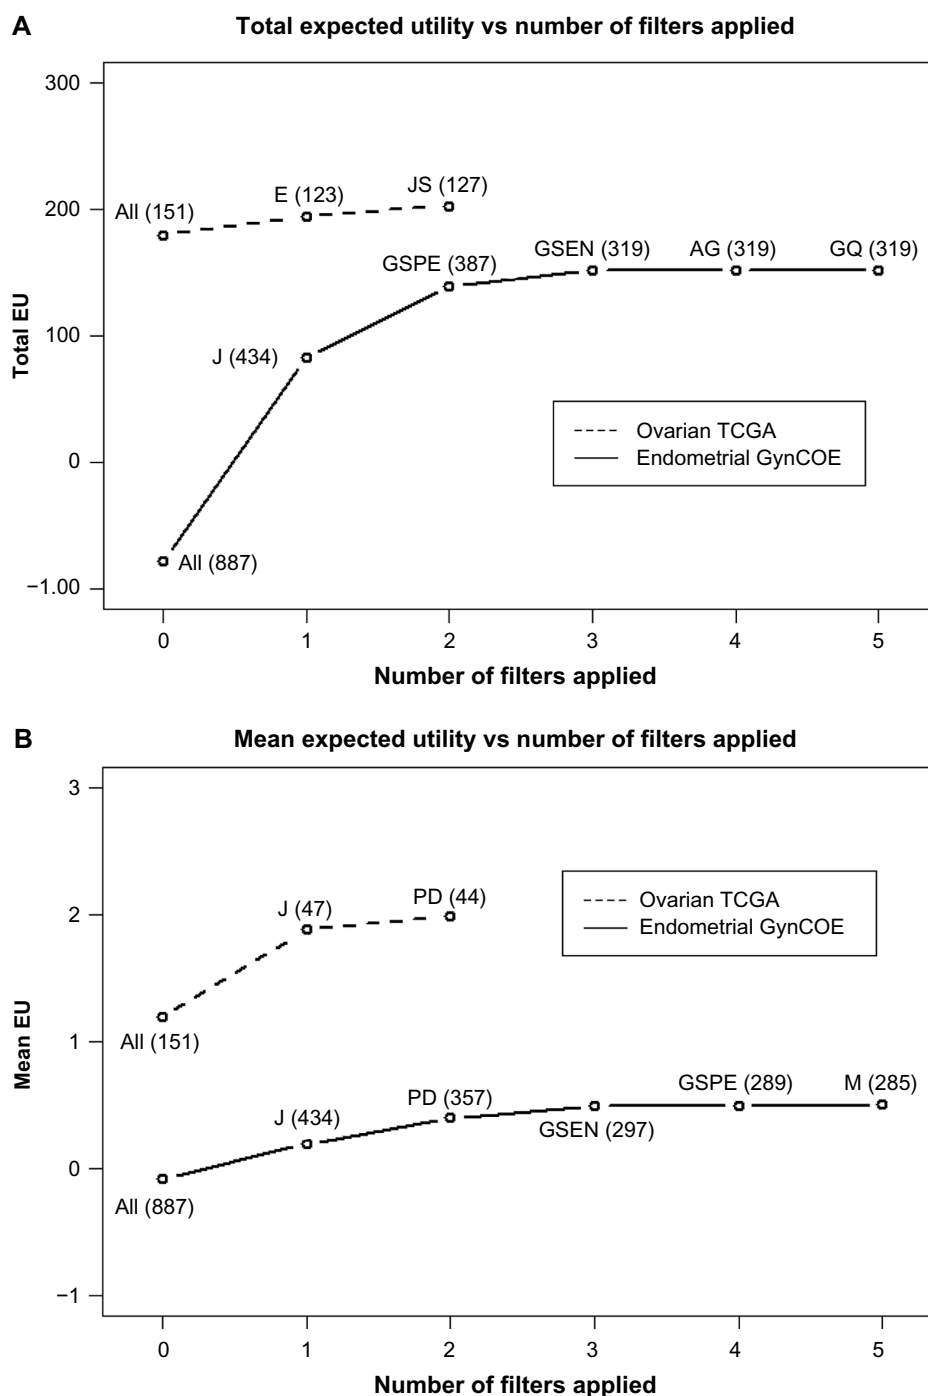 A
Total expected utility vs number of filters applied
300
200
100
0
−1.00
Total EU
All (151)
E (123)
JS (127)
GSPE (387)
GSEN (319)
AG (319)
GQ (319)
J (434)
All (887)
Ovarian TCGA
Endometrial GynCOE
0 1 2 3 4 5
Number of filters applied
B
Mean expected utility vs number of filters applied
3
2
1
0
−1
Mean EU
All (151)
J (47)
PD (44)
Ovarian TCGA
Endometrial GynCOE
All (887)
J (434)
PD (357)
GSEN (297)
GSPE (289)
M (285)
0 1 2 3 4 5
Number of filters applied